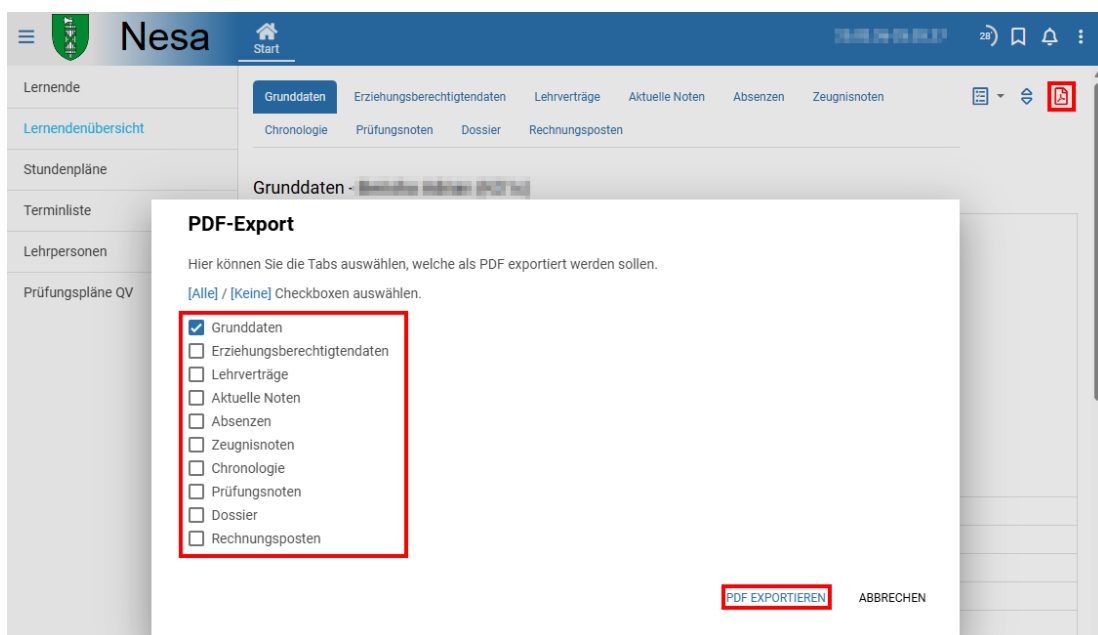 Nesa
Start
28'
Lernende
Lernendenübersicht
Stundenpläne
Terminliste
Lehrpersonen
Prüfungspläne QV
Grunddaten Erziehungsberechtigtendaten Lehrverträge Aktuelle Noten Absenzen Zeugnisnoten
Chronologie Prüfungsnoten Dossier Rechnungsposten
Grunddaten -
PDF-Export
Hier können Sie die Tabs auswählen, welche als PDF exportiert werden sollen.
[Alle] / [Keine] Checkboxen auswählen.
Grunddaten
Erziehungsberechtigtendaten
Lehrverträge
Aktuelle Noten
Absenzen
Zeugnisnoten
Chronologie
Prüfungsnoten
Dossier
Rechnungsposten
PDF EXPORTIEREN ABBRECHEN